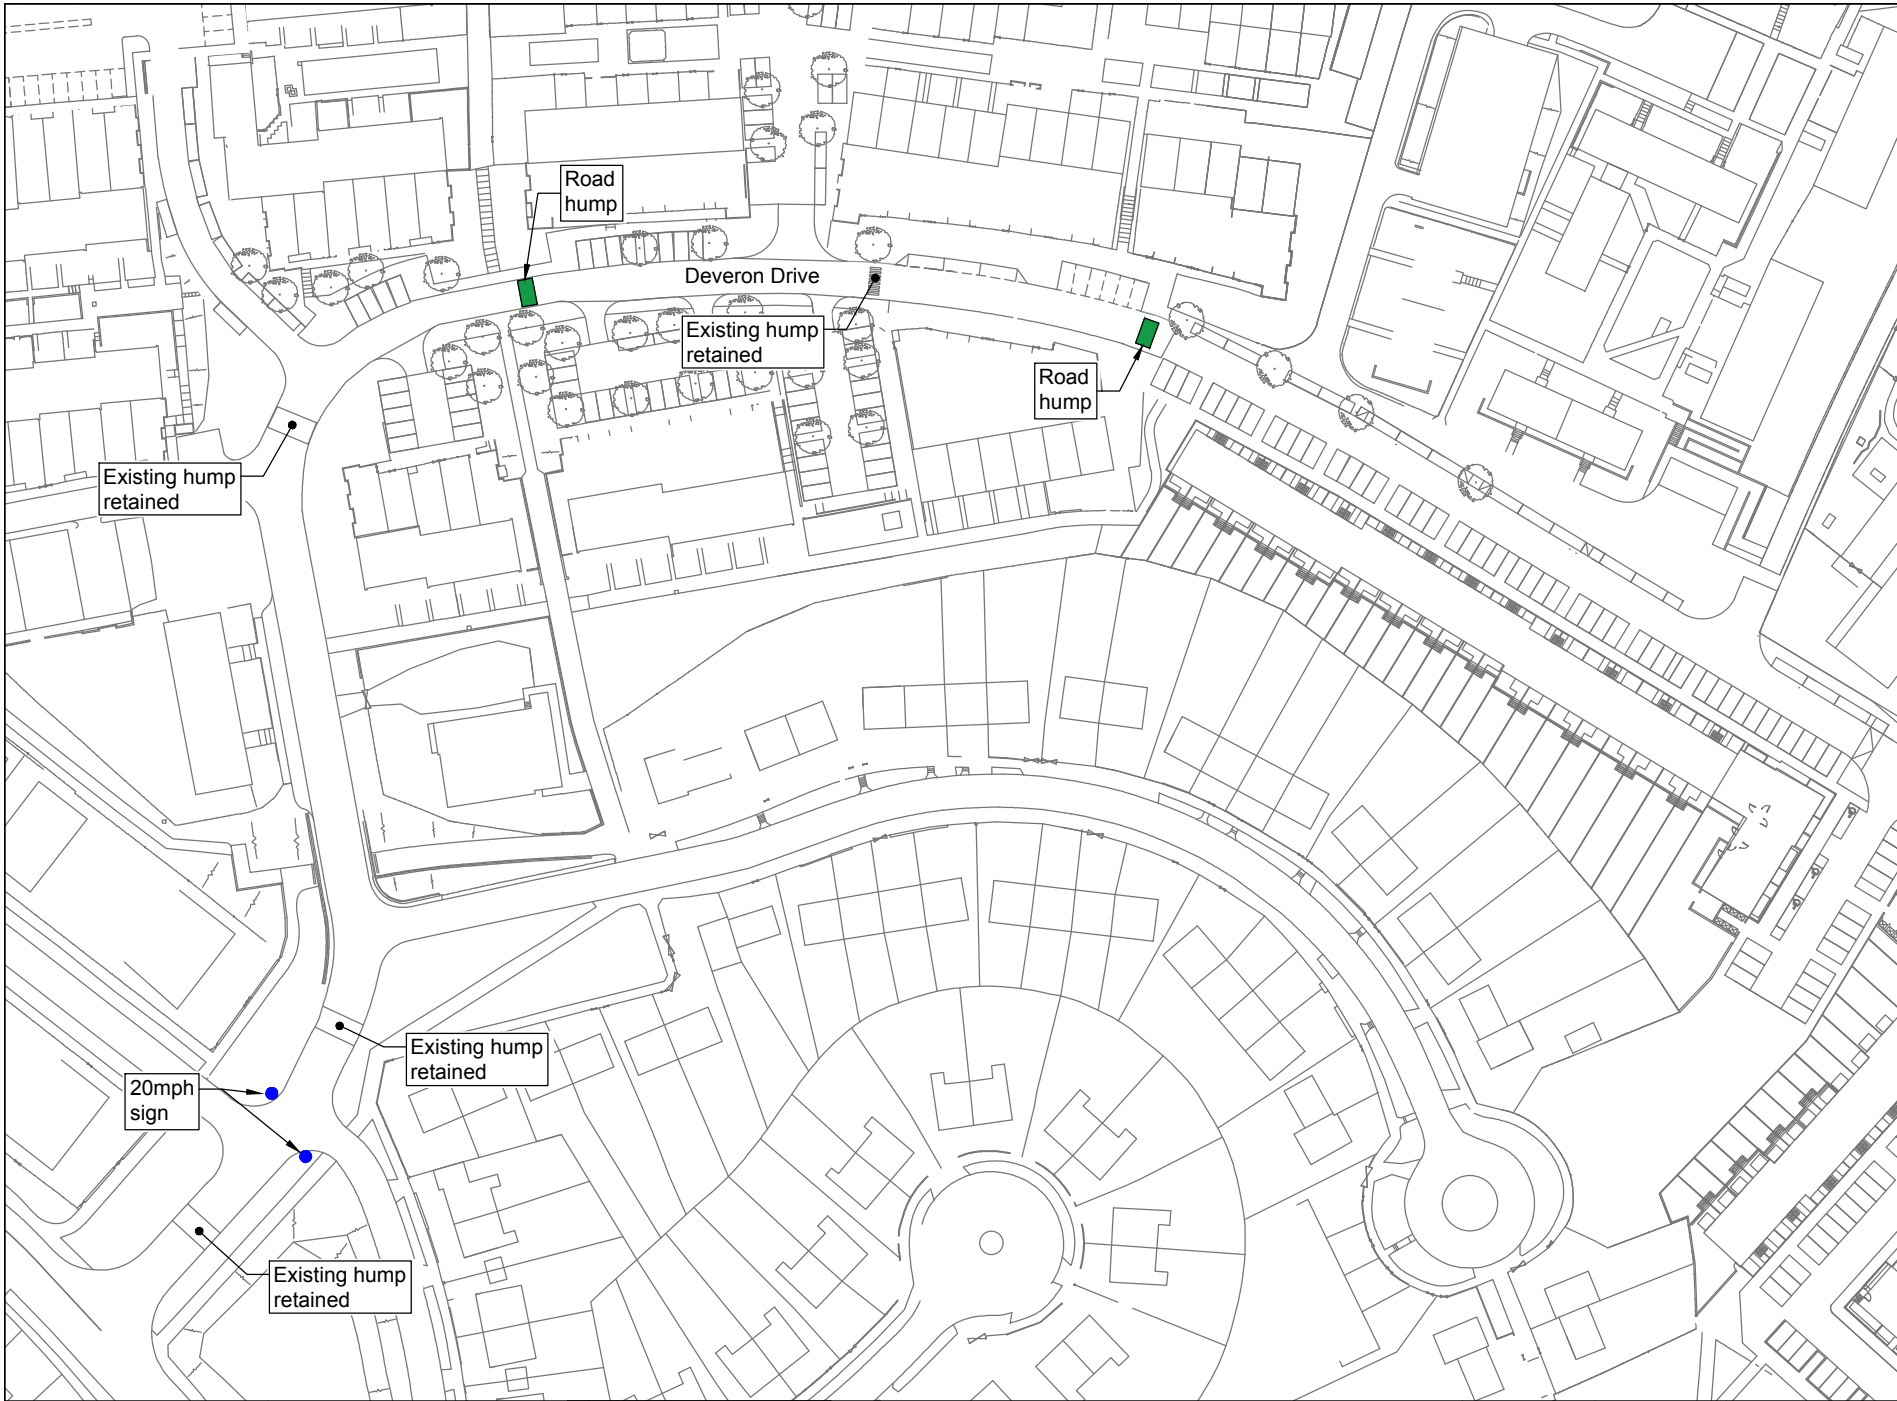 Road
hump
Deveron Drive
Existing hump
retained
Road
hump
Existing hump
retained
Existing hump
retained
20mph
sign
Existing hump
retained